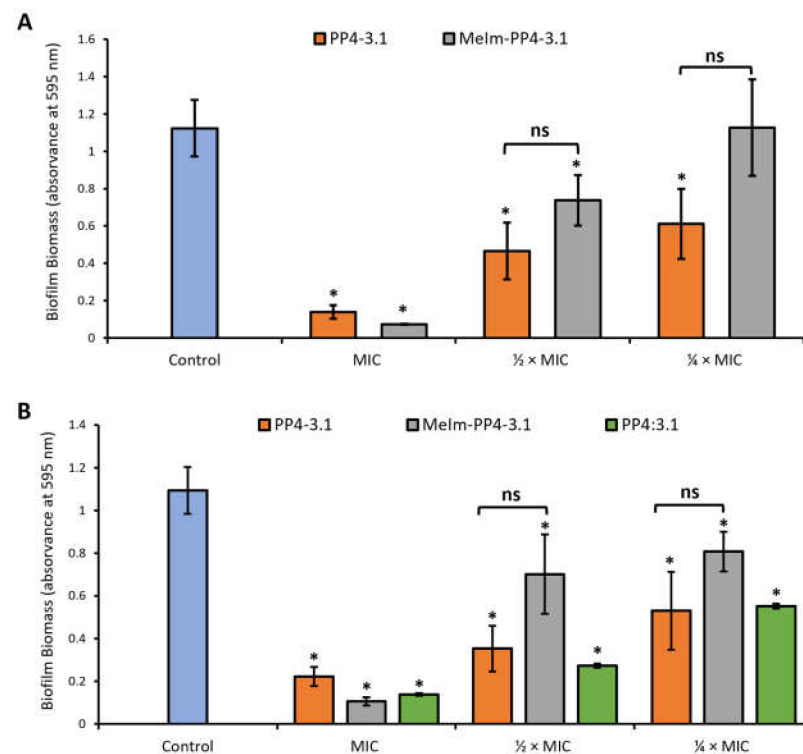 A
PP4-3.1 MeIm-PP4-3.1
Biofilm Biomass (absorvance at 595 nm)
1.6
1.4
1.2
1
0.8
0.6
0.4
0.2
0
* * * * ns * ns
Control MIC ½ × MIC ¼ × MIC
B
PP4-3.1 MeIm-PP4-3.1 PP4:3.1
Biofilm Biomass (absorvance at 595 nm)
1.4
1.2
1
0.8
0.6
0.4
0.2
0
* * * * ns * * * ns * *
Control MIC ½ × MIC ¼ × MIC